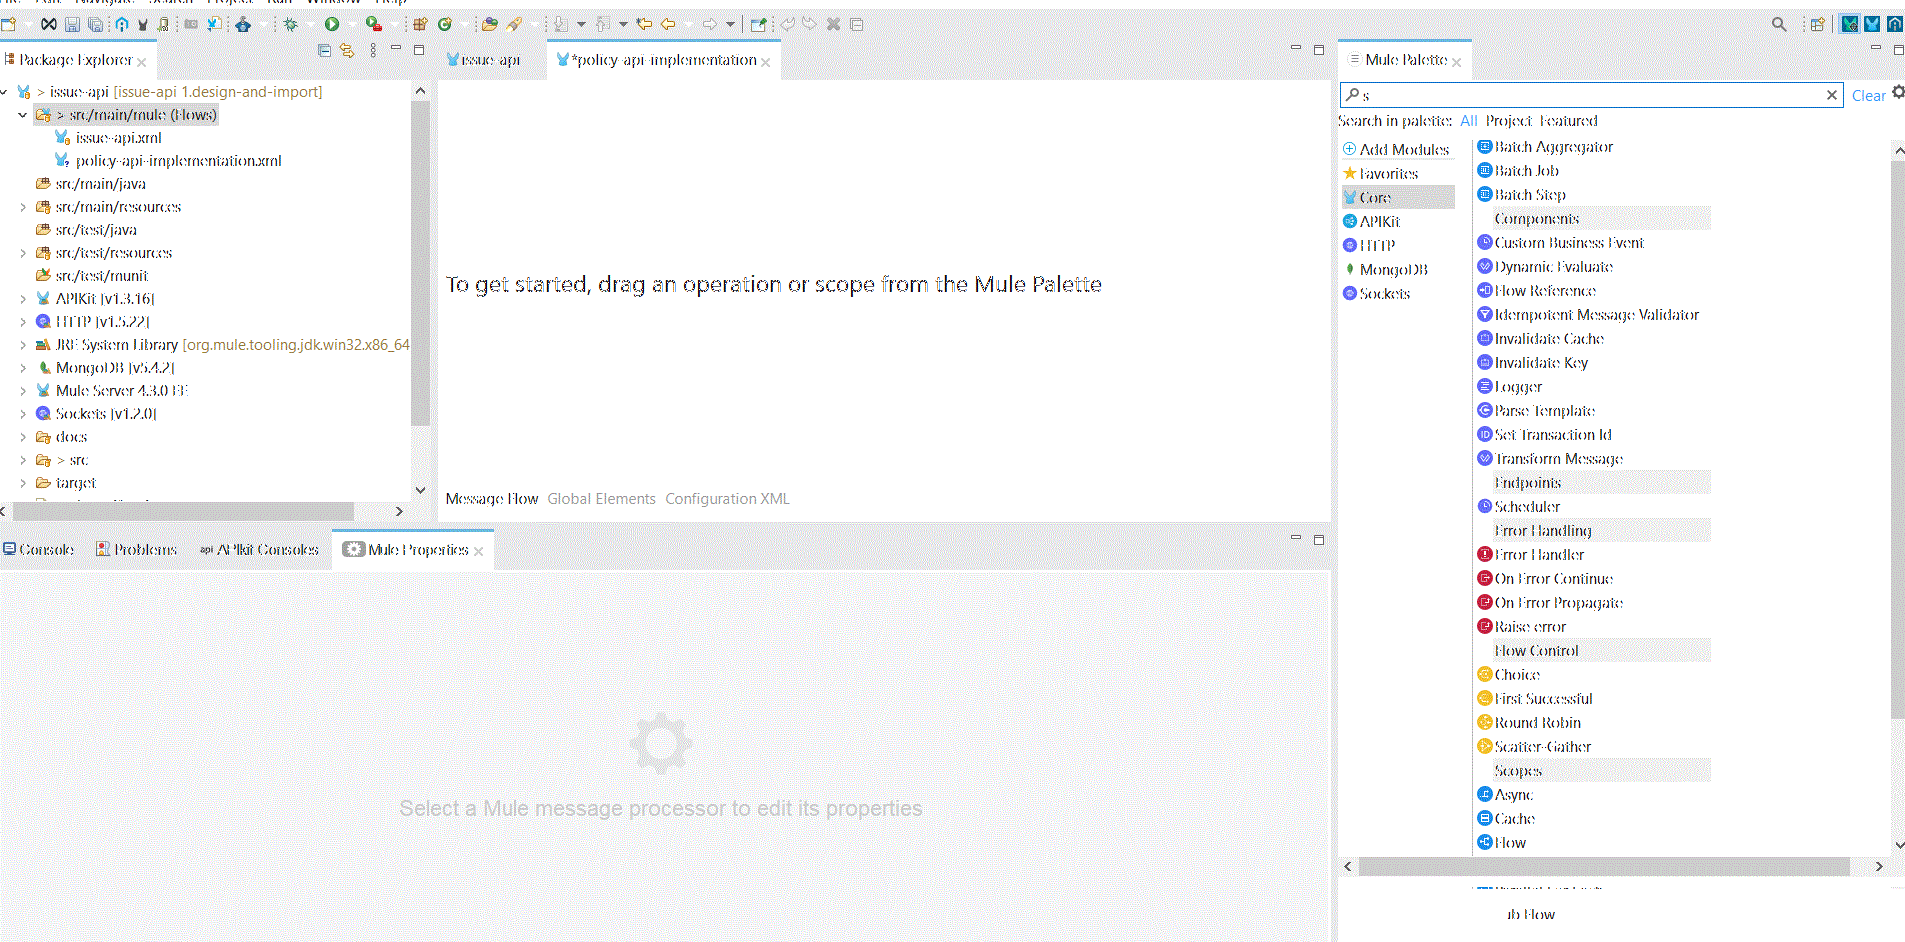 File Edit Navigate Search Project Run Window Help
Package Explorer
issue-api
*policy-api-implementation
Mule Palette
> issue-api [issue-api 1.design-and-import]
> src/main/mule (Flows)
issue-api.xml
policy-api-implementation.xml
src/main/java
src/main/resources
src/test/java
src/test/resources
src/test/munit
APIKit [v1.3.16]
HTTP [v1.5.22]
JRE System Library [org.mule.tooling.jdk.win32.x86_64
MongoDB [v5.4.2]
Mule Server 4.3.0 EE
Sockets [v1.2.0]
docs
> src
target
To get started, drag an operation or scope from the Mule Palette
Message Flow Global Elements Configuration XML
Console
Problems
api APIkit Consoles
Mule Properties
Select a Mule message processor to edit its properties
s
Clear
Search in palette: All Project Featured
Add Modules
Favorites
Core
APIKit
HTTP
MongoDB
Sockets
Batch Aggregator
Batch Job
Batch Step
Components
Custom Business Event
Dynamic Evaluate
Flow Reference
Idempotent Message Validator
Invalidate Cache
Invalidate Key
Logger
Parse Template
Set Transaction Id
Transform Message
Endpoints
Scheduler
Error Handling
Error Handler
On Error Continue
On Error Propagate
Raise error
Flow Control
Choice
First Successful
Round Robin
Scatter-Gather
Scopes
Async
Cache
Flow
ub Flow